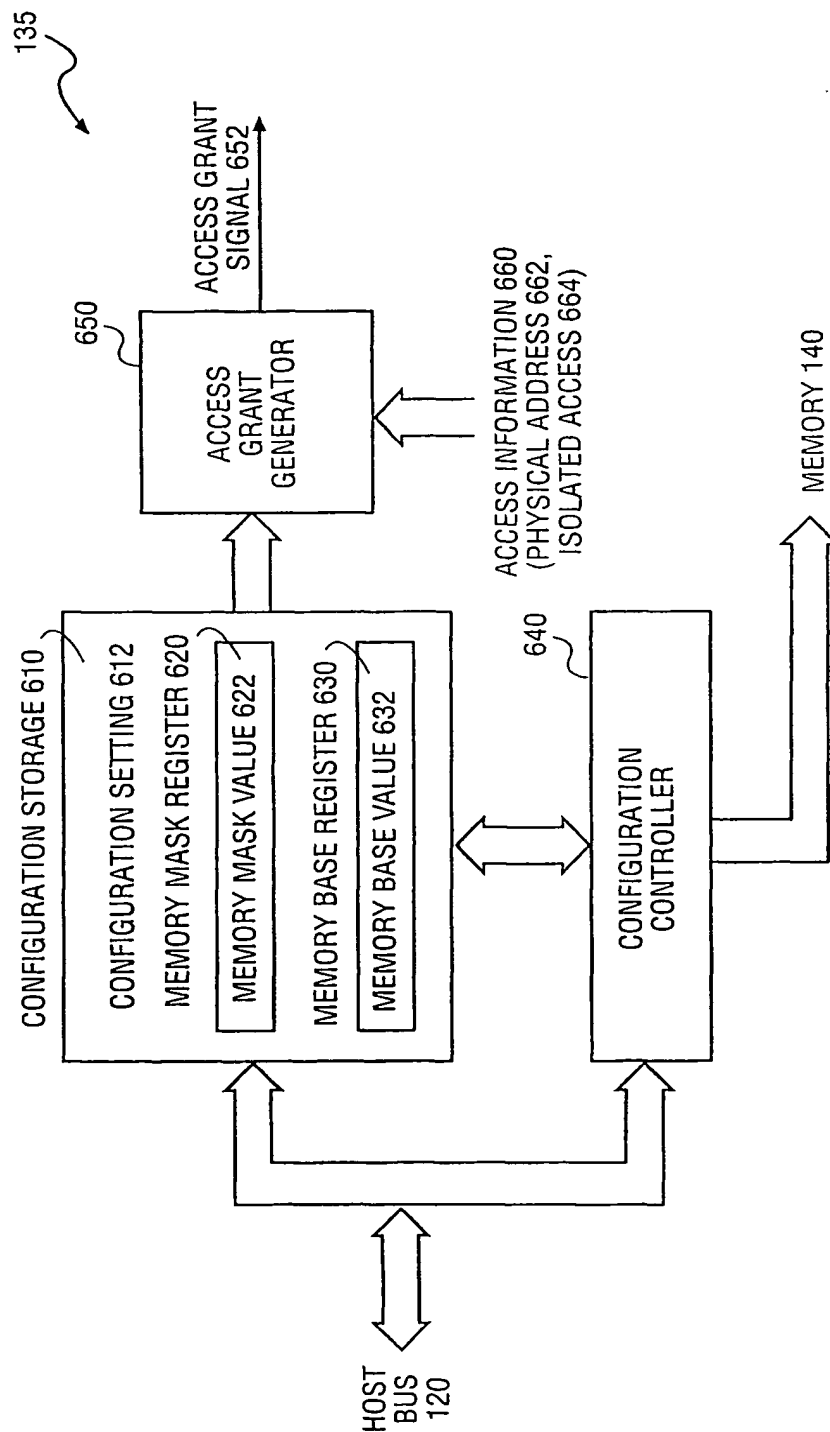 135
CONFIGURATION STORAGE 610
CONFIGURATION SETTING 612
MEMORY MASK REGISTER 620
MEMORY MASK VALUE 622
MEMORY BASE REGISTER 630
MEMORY BASE VALUE 632
650
ACCESS
GRANT
GENERATOR
ACCESS GRANT
SIGNAL 652
ACCESS INFORMATION 660
(PHYSICAL ADDRESS 662,
ISOLATED ACCESS 664)
HOST
BUS
120
640
CONFIGURATION
CONTROLLER
MEMORY 140